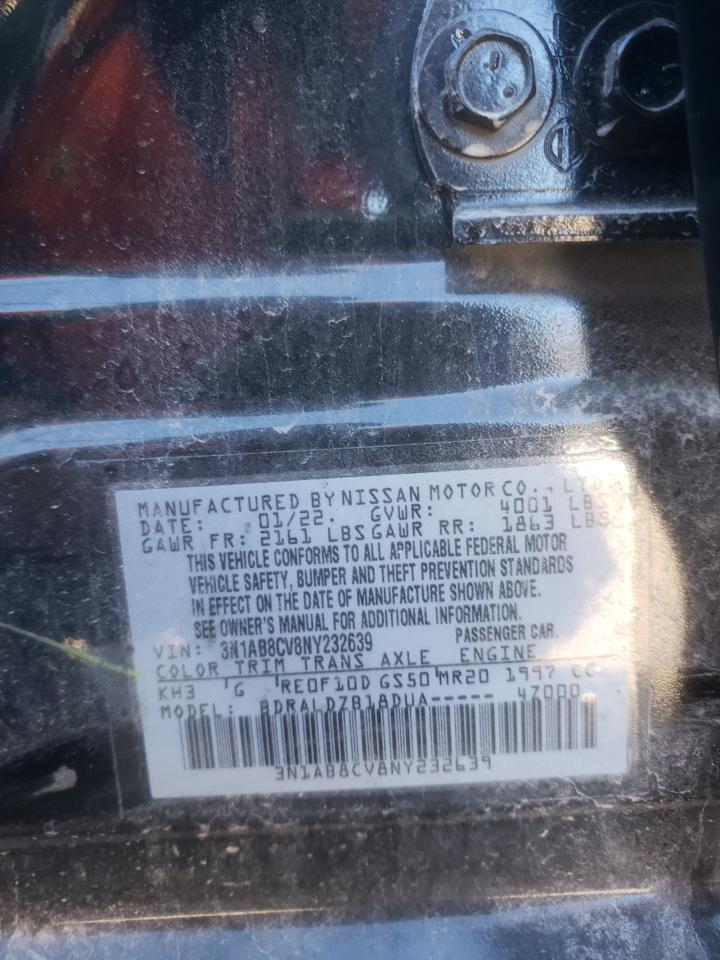 MANUFACTURED BY NISSAN MOTOR CO., LTD.
DATE: 01/22. GVWR: 4001 LBS
GAWR FR: 2161 LBS GAWR RR: 1863 LBS
THIS VEHICLE CONFORMS TO ALL APPLICABLE FEDERAL MOTOR
VEHICLE SAFETY, BUMPER AND THEFT PREVENTION STANDARDS
IN EFFECT ON THE DATE OF MANUFACTURE SHOWN ABOVE.
SEE OWNER'S MANUAL FOR ADDITIONAL INFORMATION.
VIN: 3N1AB8CV8NY232639 PASSENGER CAR.
COLOR TRIM TRANS AXLE ENGINE
KH3 G RE0F10D GS50 MR20 1997 CC
MODEL: BDRALDZB18DUA----- 47000
3N1AB8CV8NY232639